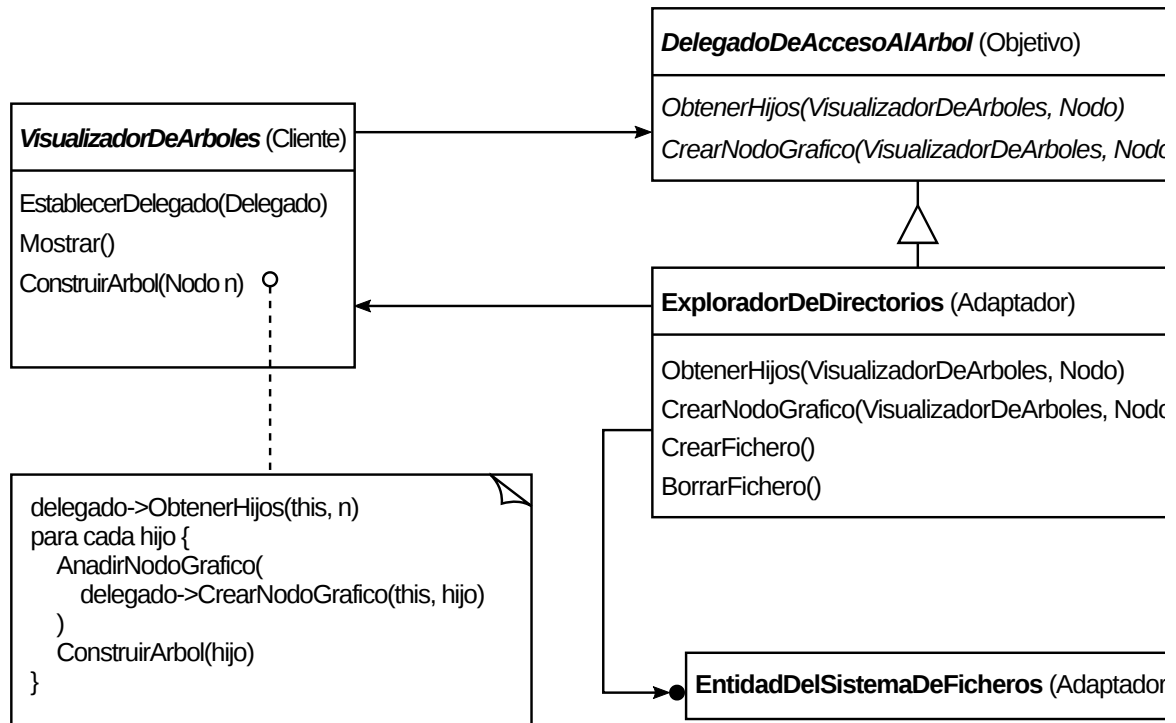 DelegadoDeAccesoAlArbol (Objetivo)
ObtenerHijos(VisualizadorDeArboles, Nodo)
CrearNodoGrafico(VisualizadorDeArboles, Nodo
VisualizadorDeArboles (Cliente)
EstablecerDelegado(Delegado)
Mostrar()
ConstruirArbol(Nodo n)
ExploradorDeDirectorios (Adaptador)
ObtenerHijos(VisualizadorDeArboles, Nodo)
CrearNodoGrafico(VisualizadorDeArboles, Nodo
CrearFichero()
BorrarFichero()
delegado->ObtenerHijos(this, n)
para cada hijo {
AnadirNodoGrafico(
delegado->CrearNodoGrafico(this, hijo)
)
ConstruirArbol(hijo)
}
EntidadDelSistemaDeFicheros (Adaptador